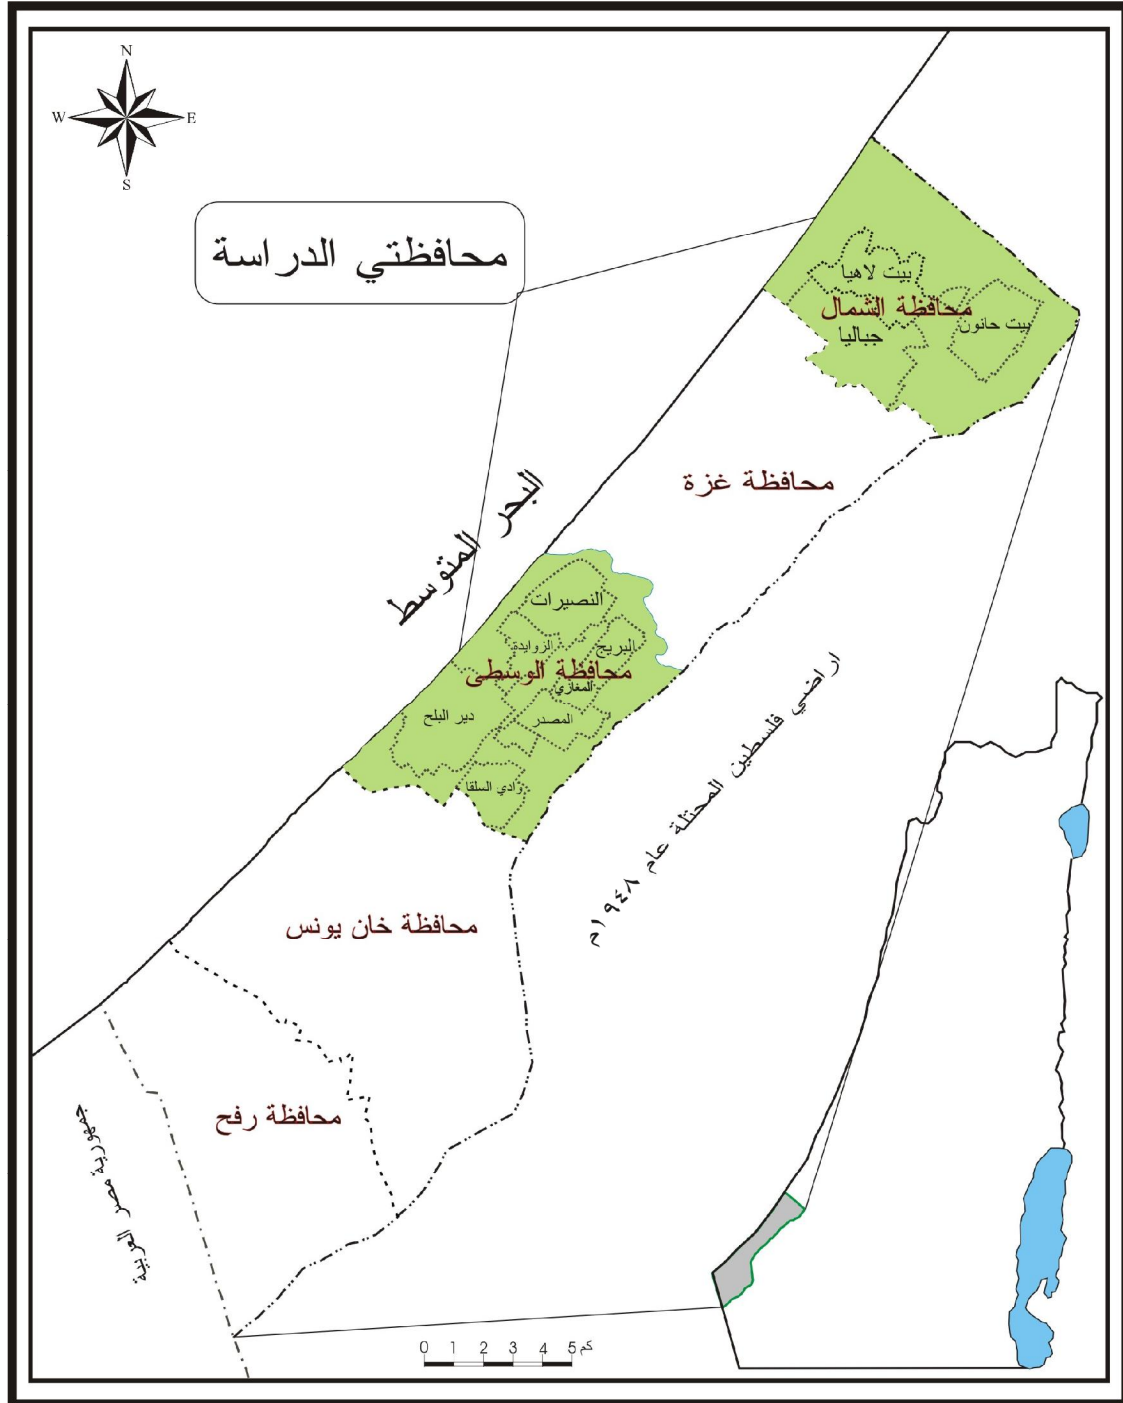 N
W E
S
محافظتي الدراسة
بيت لاهيا
محافظة الشمال
بيت حانون
جباليا
محافظة غزة
البحر المتوسط
النصيرات
البريج
الزوايدة
محافظة الوسطى
المغازي
دير البلح
المصدر
وادي السلقا
اراضي فلسطين المحتلة عام ١٩٤٨م
محافظة خان يونس
محافظة رفح
جمهورية مصر العربية
0 1 2 3 4 5 كم